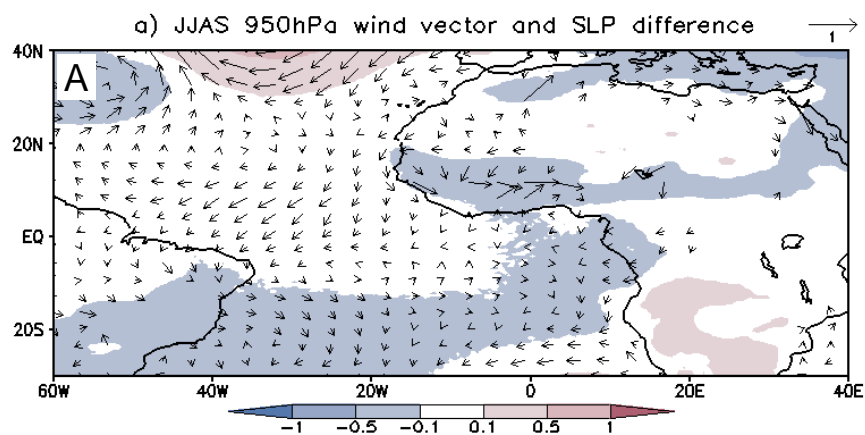 a) JJAS 950hPa wind vector and SLP difference
1
A
40N
20N
EQ
20S
60W 40W 20W 0 20E 40E
-1 -0.5 -0.1 0.1 0.5 1